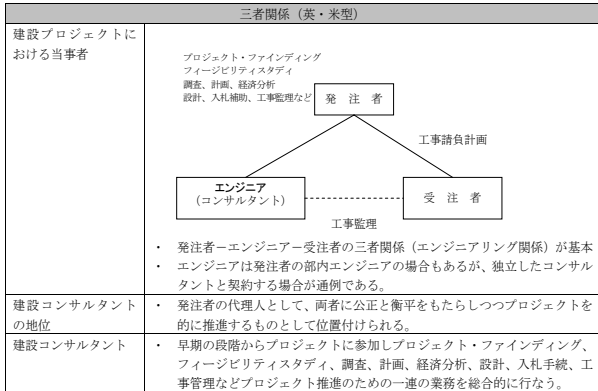 三者関係（英・米型）
建設プロジェクトに
おける当事者
プロジェクト・ファインディング
フィージビリティスタディ
調査、計画、経済分析
設計、入札補助、工事監理など
発 注 者
工事請負計画
エンジニア
（コンサルタント）
受 注 者
工事監理
・ 発注者－エンジニア－受注者の三者関係（エンジニアリング関係）が基本
・ エンジニアは発注者の部内エンジニアの場合もあるが、独立したコンサル
タントと契約する場合が通例である。
建設コンサルタント
の地位
・ 発注者の代理人として、両者に公正と衡平をもたらしつつプロジェクトを
的に推進するものとして位置付けられる。
建設コンサルタント
・ 早期の段階からプロジェクトに参加しプロジェクト・ファインディング、
フィージビリティスタディ、調査、計画、経済分析、設計、入札手続、工
事管理などプロジェクト推進のための一連の業務を総合的に行なう。